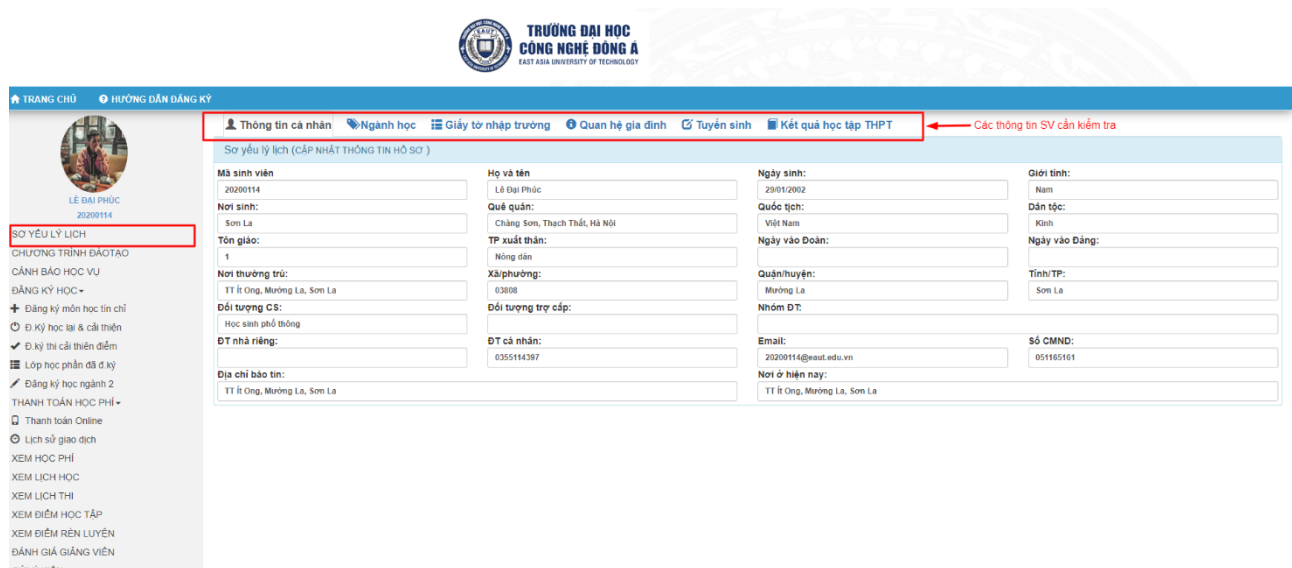 TRƯỜNG ĐẠI HỌC
CÔNG NGHỆ ĐÔNG Á
EAST ASIA UNIVERSITY OF TECHNOLOGY
TRANG CHỦ HƯỚNG DẪN ĐĂNG KÝ
Thông tin cá nhân Ngành học Giấy tờ nhập trường Quan hệ gia đình Tuyển sinh Kết quả học tập THPT Các thông tin SV cần kiểm tra
Sơ yếu lý lịch (CẬP NHẬT THÔNG TIN HỒ SƠ )
Mã sinh viên Họ và tên Ngày sinh: Giới tính:
20200114 Lê Đại Phúc 29/01/2002 Nam
Nơi sinh: Quê quán: Quốc tịch: Dân tộc:
Sơn La Chàng Sơn, Thạch Thất, Hà Nội Việt Nam Kinh
Tôn giáo: TP xuất thân: Ngày vào Đoàn: Ngày vào Đảng:
1 Nông dân
Nơi thường trú: Xã/phường: Quận/huyện: Tỉnh/TP:
TT Ít Ong, Mường La, Sơn La 03808 Mường La Sơn La
Đối tượng CS: Đối tượng trợ cấp: Nhóm ĐT:
Học sinh phổ thông
ĐT nhà riêng: ĐT cá nhân: Email: Số CMND:
0355114397 20200114@eaut.edu.vn 051165161
Địa chỉ báo tin: Nơi ở hiện nay:
TT Ít Ong, Mường La, Sơn La TT Ít Ong, Mường La, Sơn La
LÊ ĐẠI PHÚC
20200114
SƠ YẾU LÝ LỊCH
CHƯƠNG TRÌNH ĐÀOTẠO
CẢNH BÁO HỌC VỤ
ĐĂNG KÝ HỌC
Đăng ký môn học tín chỉ
Đ.Ký học lại & cải thiện
Đ.ký thi cải thiên điểm
Lớp học phần đã đ.ký
Đăng ký học ngành 2
THANH TOÁN HỌC PHÍ
Thanh toán Online
Lịch sử giao dịch
XEM HỌC PHÍ
XEM LỊCH HỌC
XEM LỊCH THI
XEM ĐIỂM HỌC TẬP
XEM ĐIỂM RÈN LUYỆN
ĐÁNH GIÁ GIẢNG VIÊN